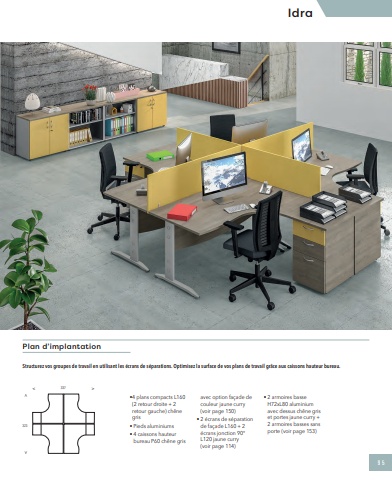 Idra
Plan d'implantation
Structurez vos groupes de travail en utilisant les écrans de séparations. Optimisez la surface de vos plans de travail grâce aux caissons hauteur bureau.
•4 plans compacts L160
(2 retour droite + 2
retour gauche) chêne
gris
• Pieds aluminiums
• 4 caissons hauteur
bureau P60 chêne gris
avec option façade de
couleur jaune curry
(voir page 150)
• 2 écrans de séparation
de façade L160 + 2
écrans jonction 90°
L120 jaune curry
(voir page 114)
• 2 armoires basse
H72xL80 aluminium
avec dessus chêne gris
et portes jaune curry +
2 armoires basses sans
porte (voir page 153)